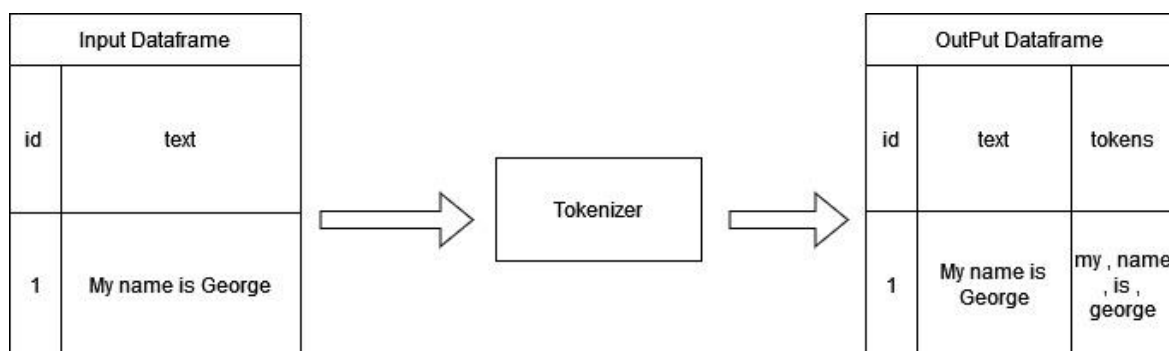 Input Dataframe
id
text
1
My name is George
Tokenizer
OutPut Dataframe
id
text
tokens
1
My name is
George
my , name
, is ,
george